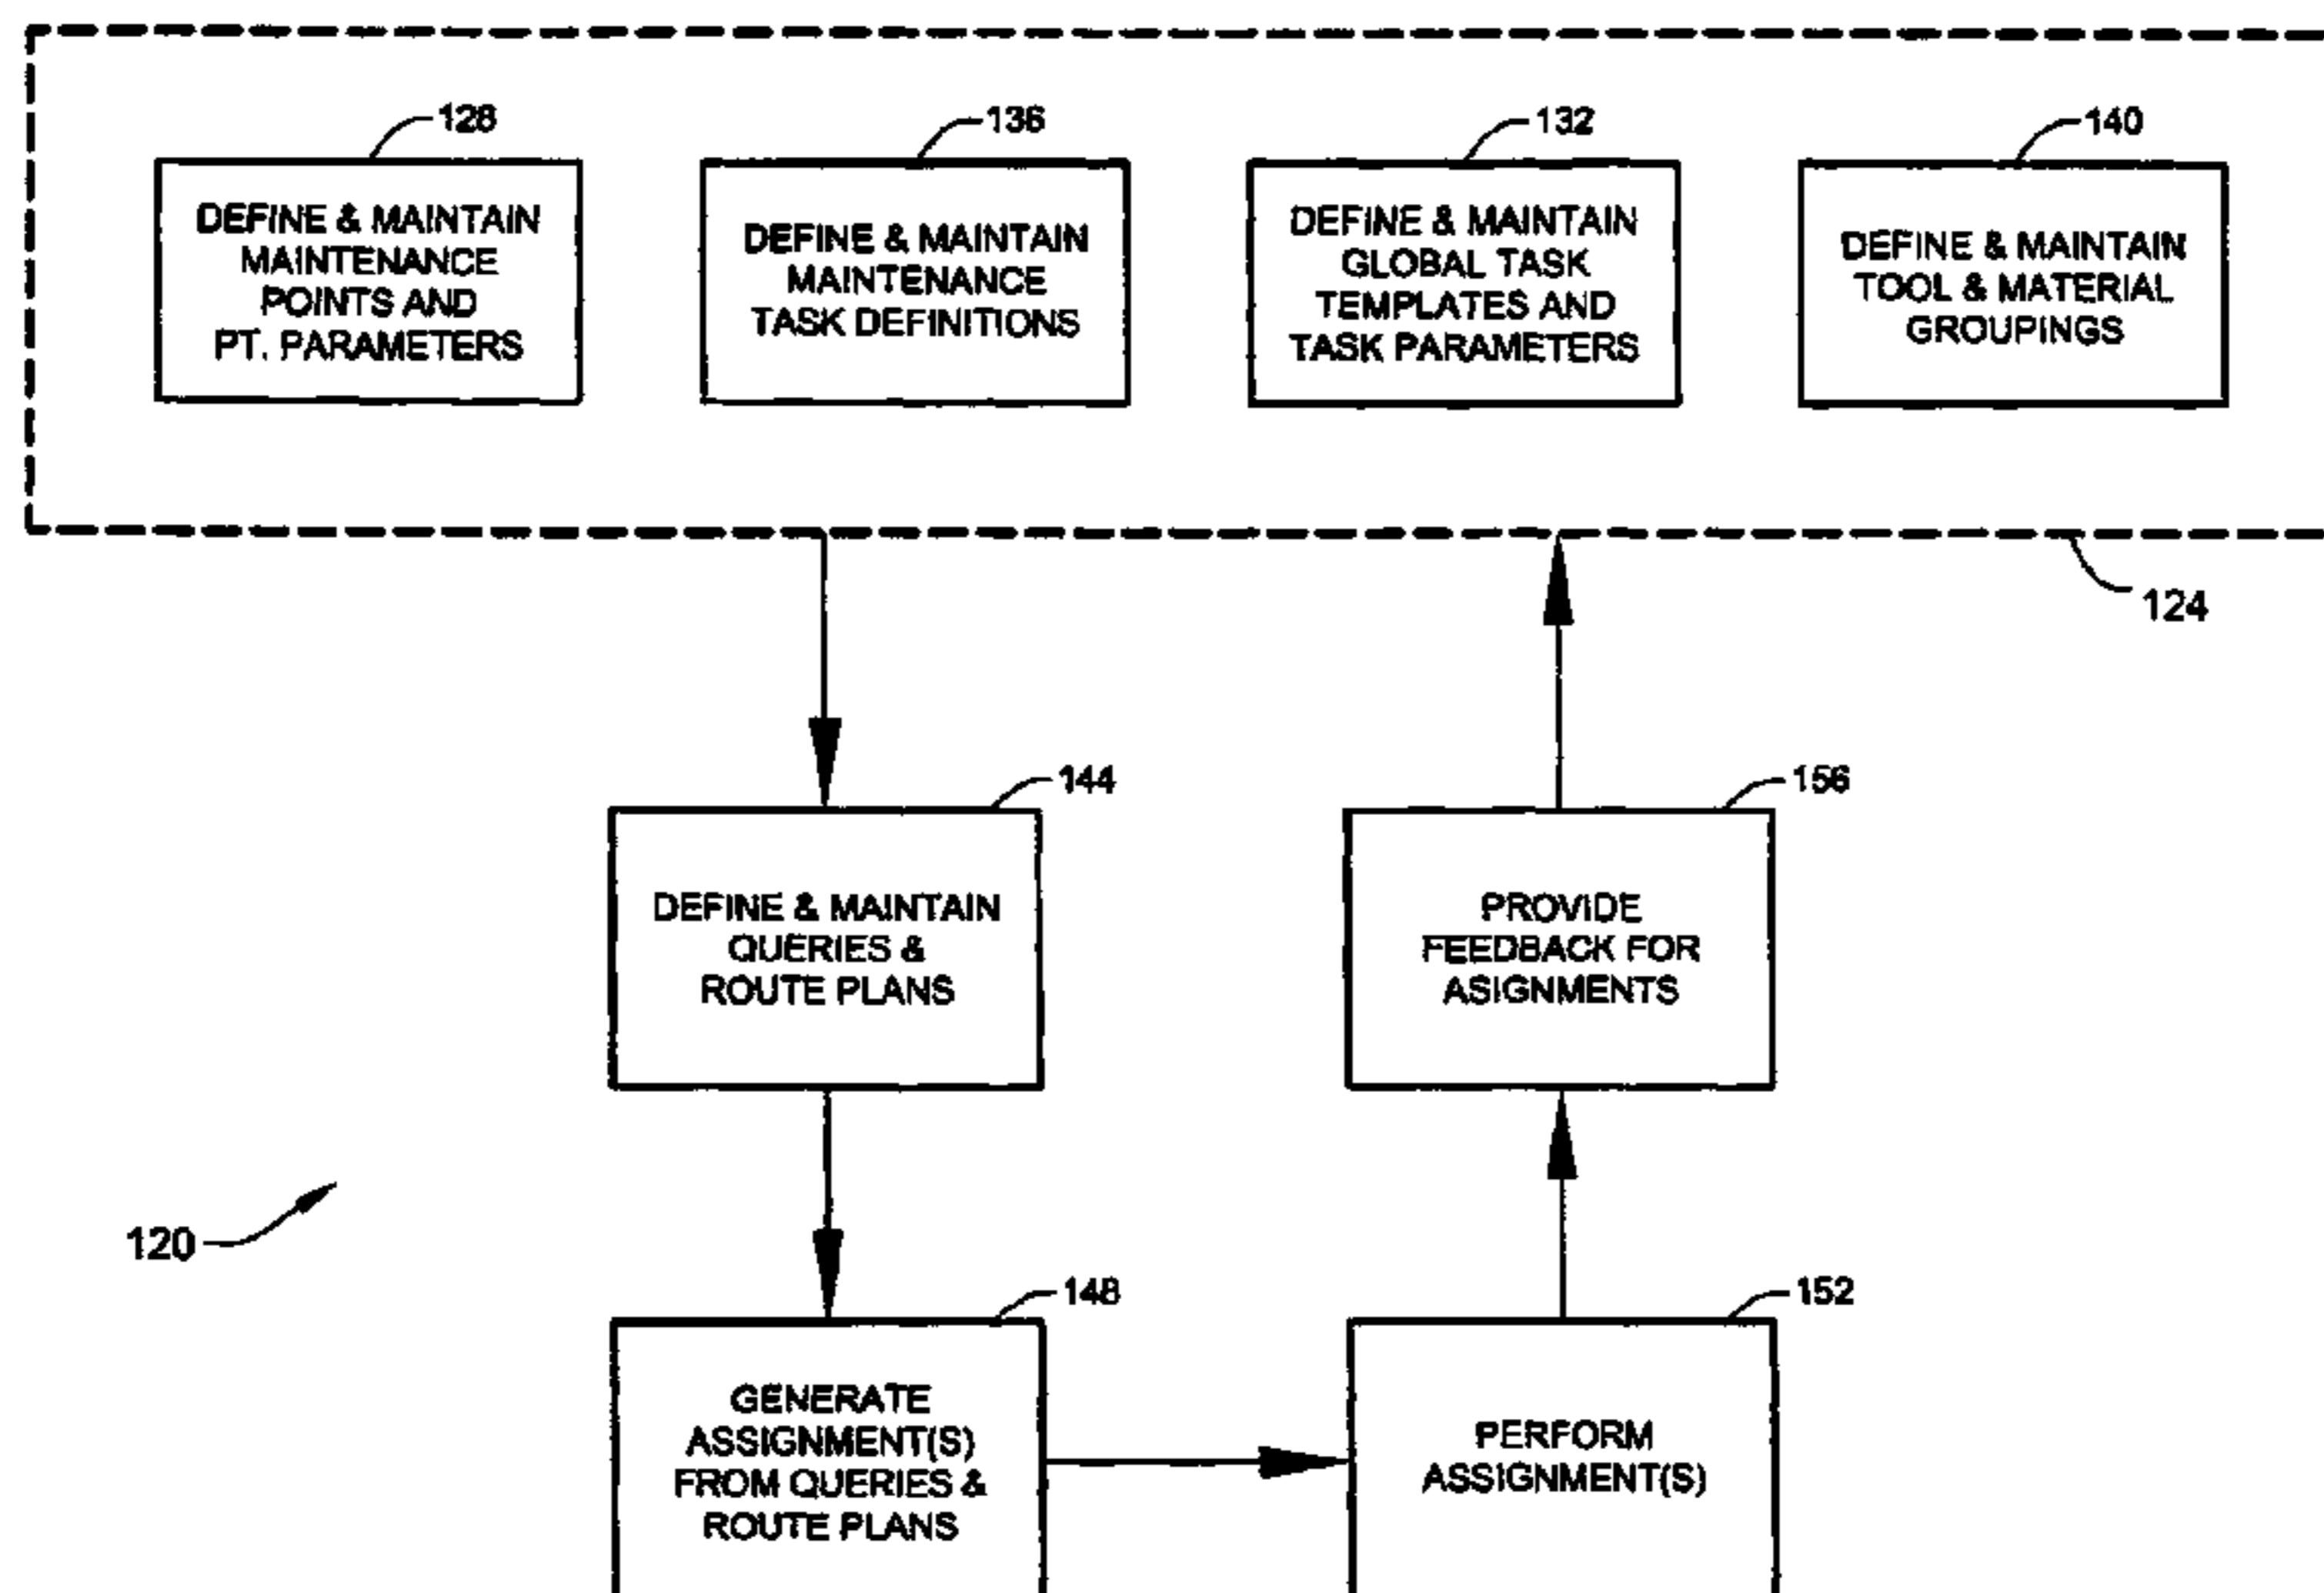 128
136
132
140
DEFINE & MAINTAIN
MAINTENANCE
POINTS AND
PT. PARAMETERS
DEFINE & MAINTAIN
MAINTENANCE
TASK DEFINITIONS
DEFINE & MAINTAIN
GLOBAL TASK
TEMPLATES AND
TASK PARAMETERS
DEFINE & MAINTAIN
TOOL & MATERIAL
GROUPINGS
124
144
156
DEFINE & MAINTAIN
QUERIES &
ROUTE PLANS
PROVIDE
FEEDBACK FOR
ASIGNMENTS
120
148
152
GENERATE
ASSIGNMENT(S)
FROM QUERIES &
ROUTE PLANS
PERFORM
ASSIGNMENT(S)